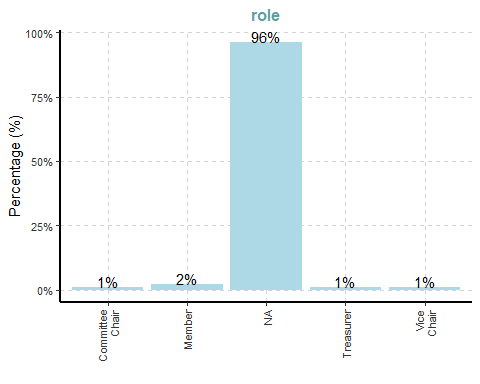 role
Percentage (%)
100%
75%
50%
25%
0%
1%
2%
96%
1%
1%
Committee
Chair
Member
NA
Treasurer
Vice
Chair